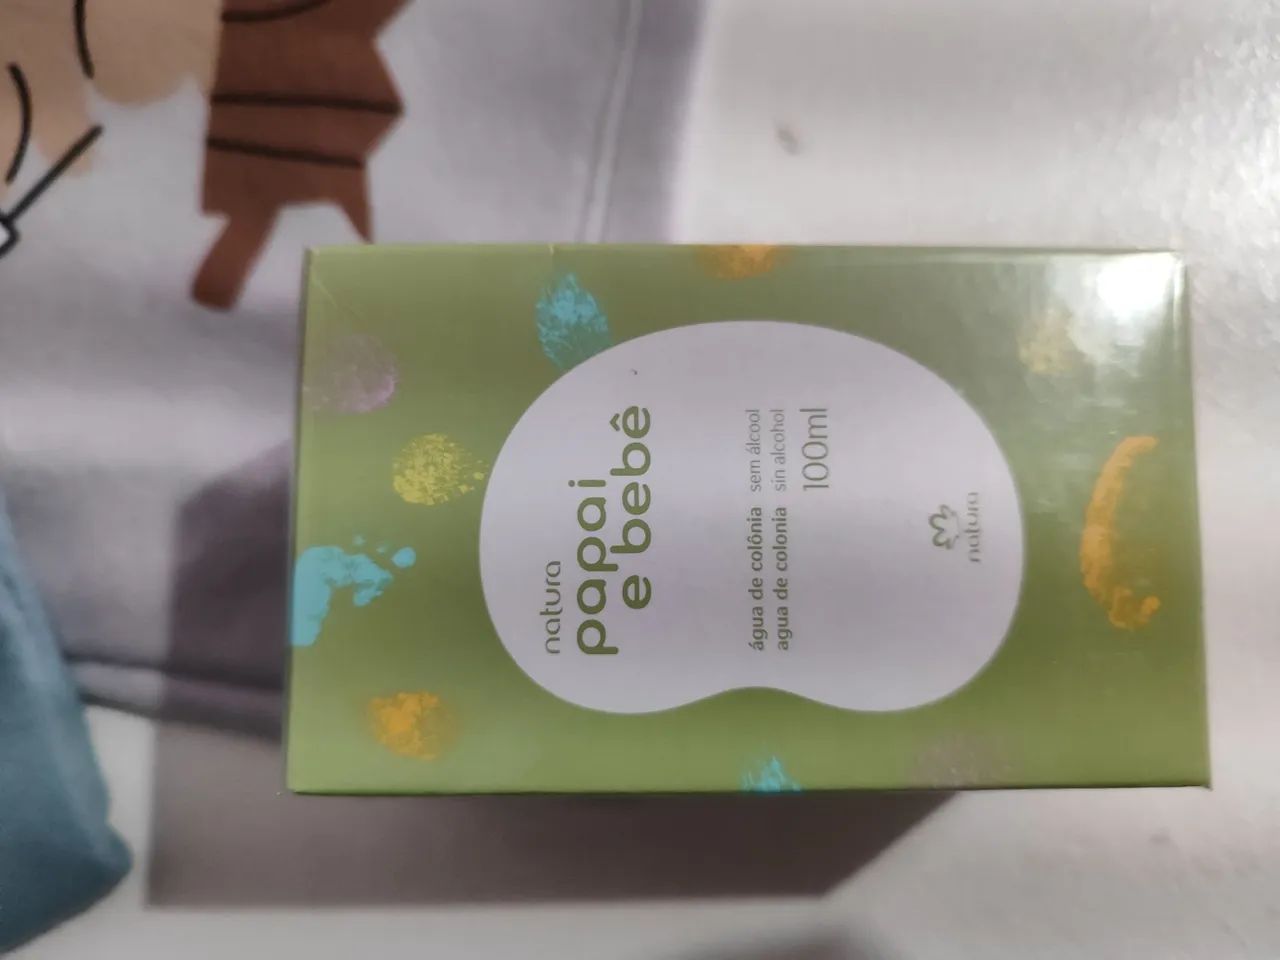 natura
papai
e bebê
água de colônia sem álcool
agua de colonia sin alcohol
100ml
natura